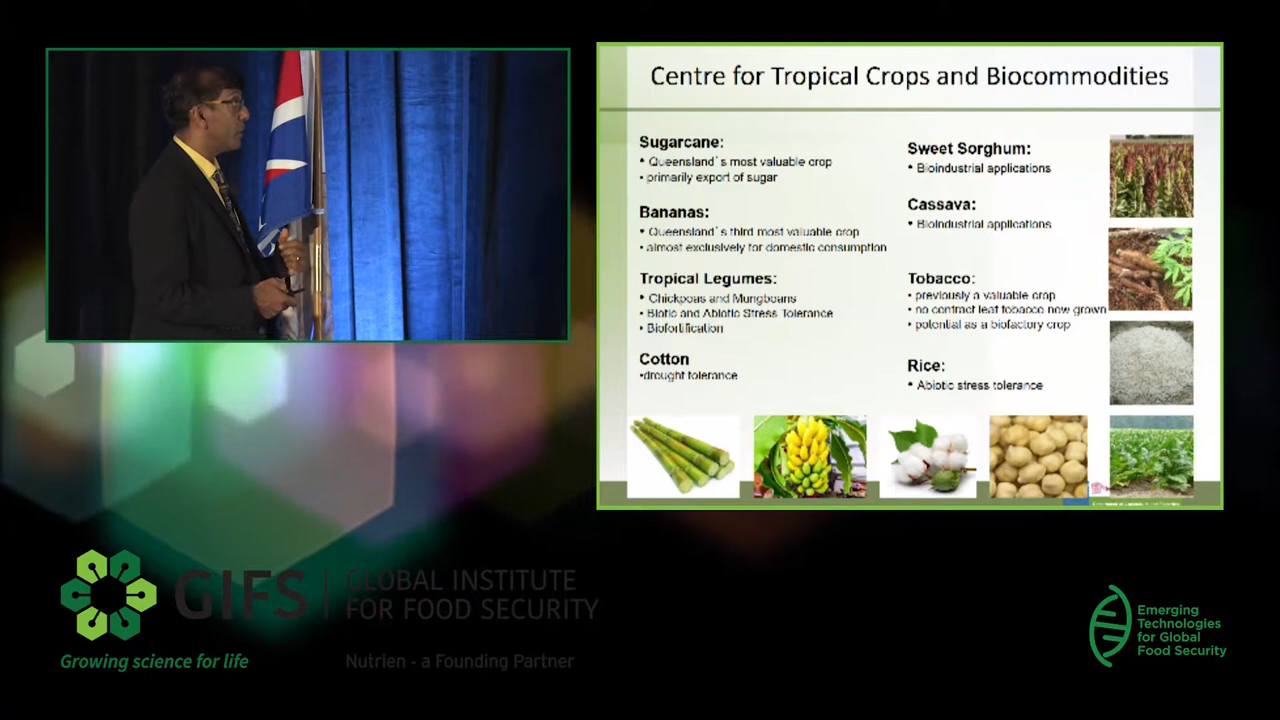 Centre for Tropical Crops and Biocommodities
Sugarcane:
• Queensland`s most valuable crop
• primarily export of sugar
Bananas:
• Queensland`s third most valuable crop
• almost exclusively for domestic consumption
Tropical Legumes:
• Chickpeas and Mungbeans
• Biotic and Abiotic Stress Tolerance
• Biofortification
Cotton
•drought tolerance
Sweet Sorghum:
• Bioindustrial applications
Cassava:
• Bioindustrial applications
Tobacco:
• previously a valuable crop
• no contract leaf tobacco now grown
• potential as a biofactory crop
Rice:
• Abiotic stress tolerance
GIFS
GLOBAL INSTITUTE
FOR FOOD SECURITY
Growing science for life
Nutrien - a Founding Partner
Emerging
Technologies
for Global
Food Security